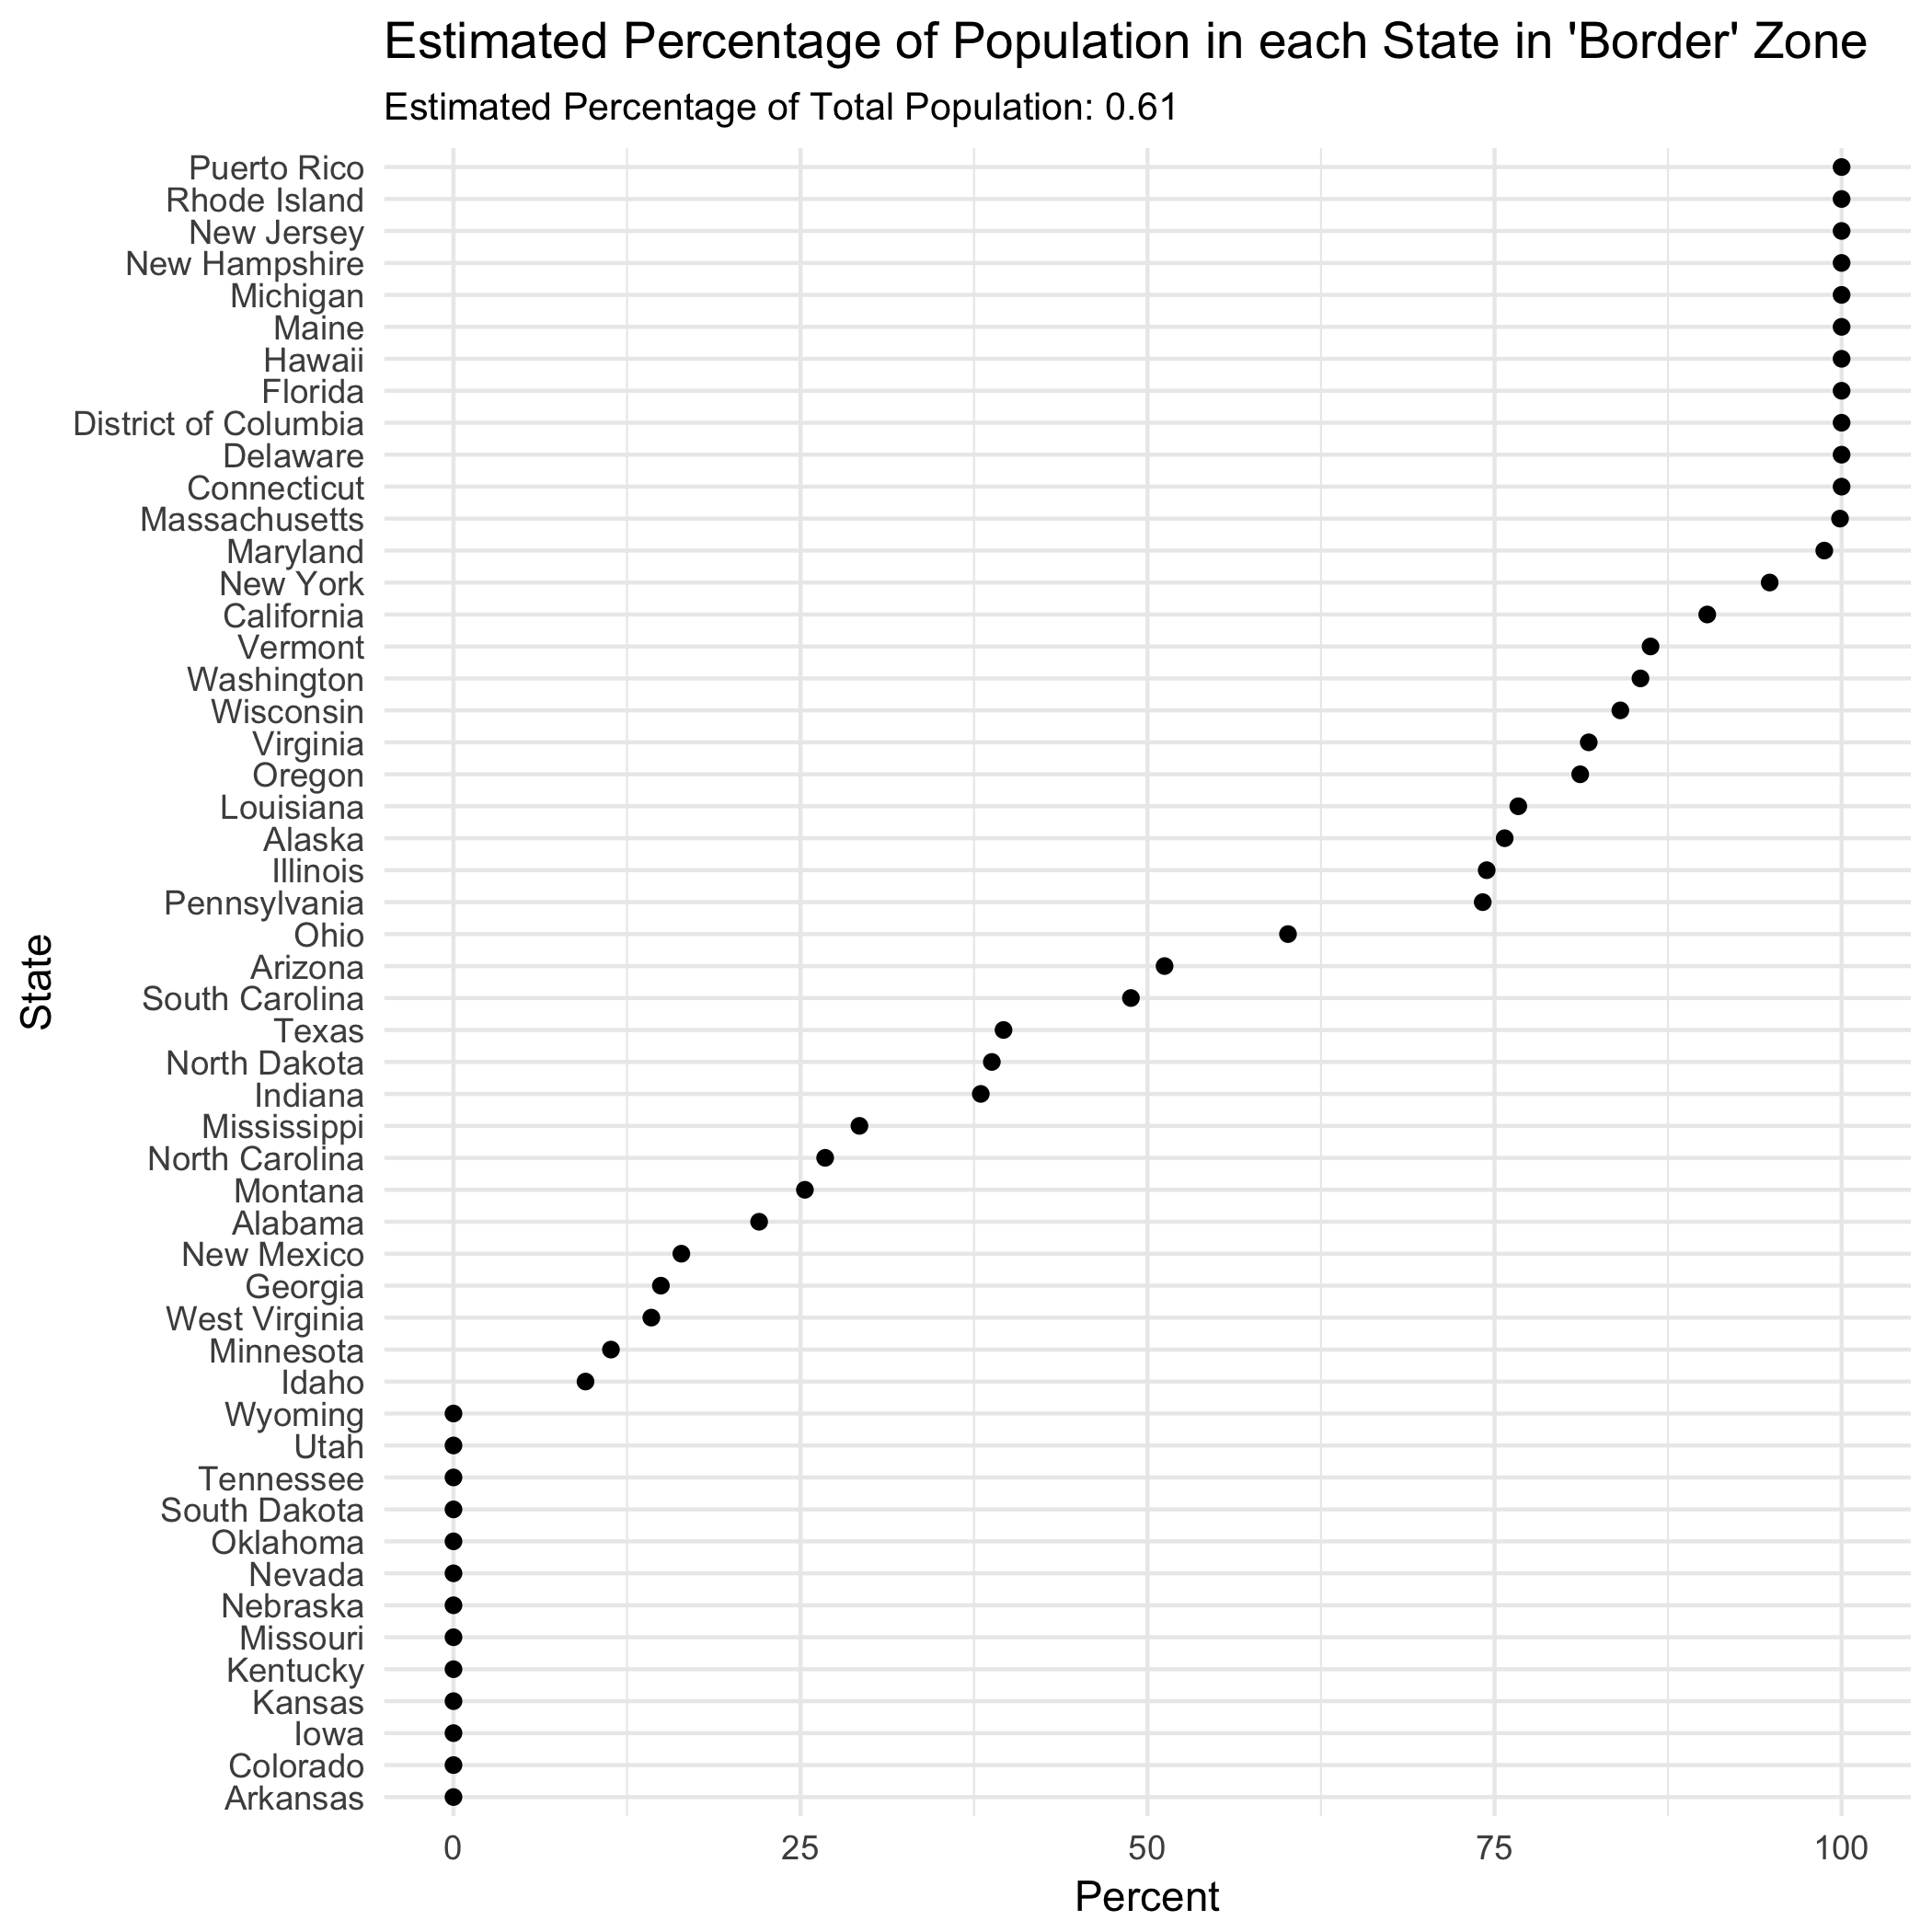 Estimated Percentage of Population in each State in 'Border' Zone
Estimated Percentage of Total Population: 0.61
Puerto Rico
Rhode Island
New Jersey
New Hampshire
Michigan
Maine
Hawaii
Florida
District of Columbia
Delaware
Connecticut
Massachusetts
Maryland
New York
California
Vermont
Washington
Wisconsin
Virginia
Oregon
Louisiana
Alaska
Illinois
Pennsylvania
Ohio
Arizona
South Carolina
Texas
North Dakota
Indiana
Mississippi
North Carolina
Montana
Alabama
New Mexico
Georgia
West Virginia
Minnesota
Idaho
Wyoming
Utah
Tennessee
South Dakota
Oklahoma
Nevada
Nebraska
Missouri
Kentucky
Kansas
Iowa
Colorado
Arkansas
State
0 25 50 75 100
Percent